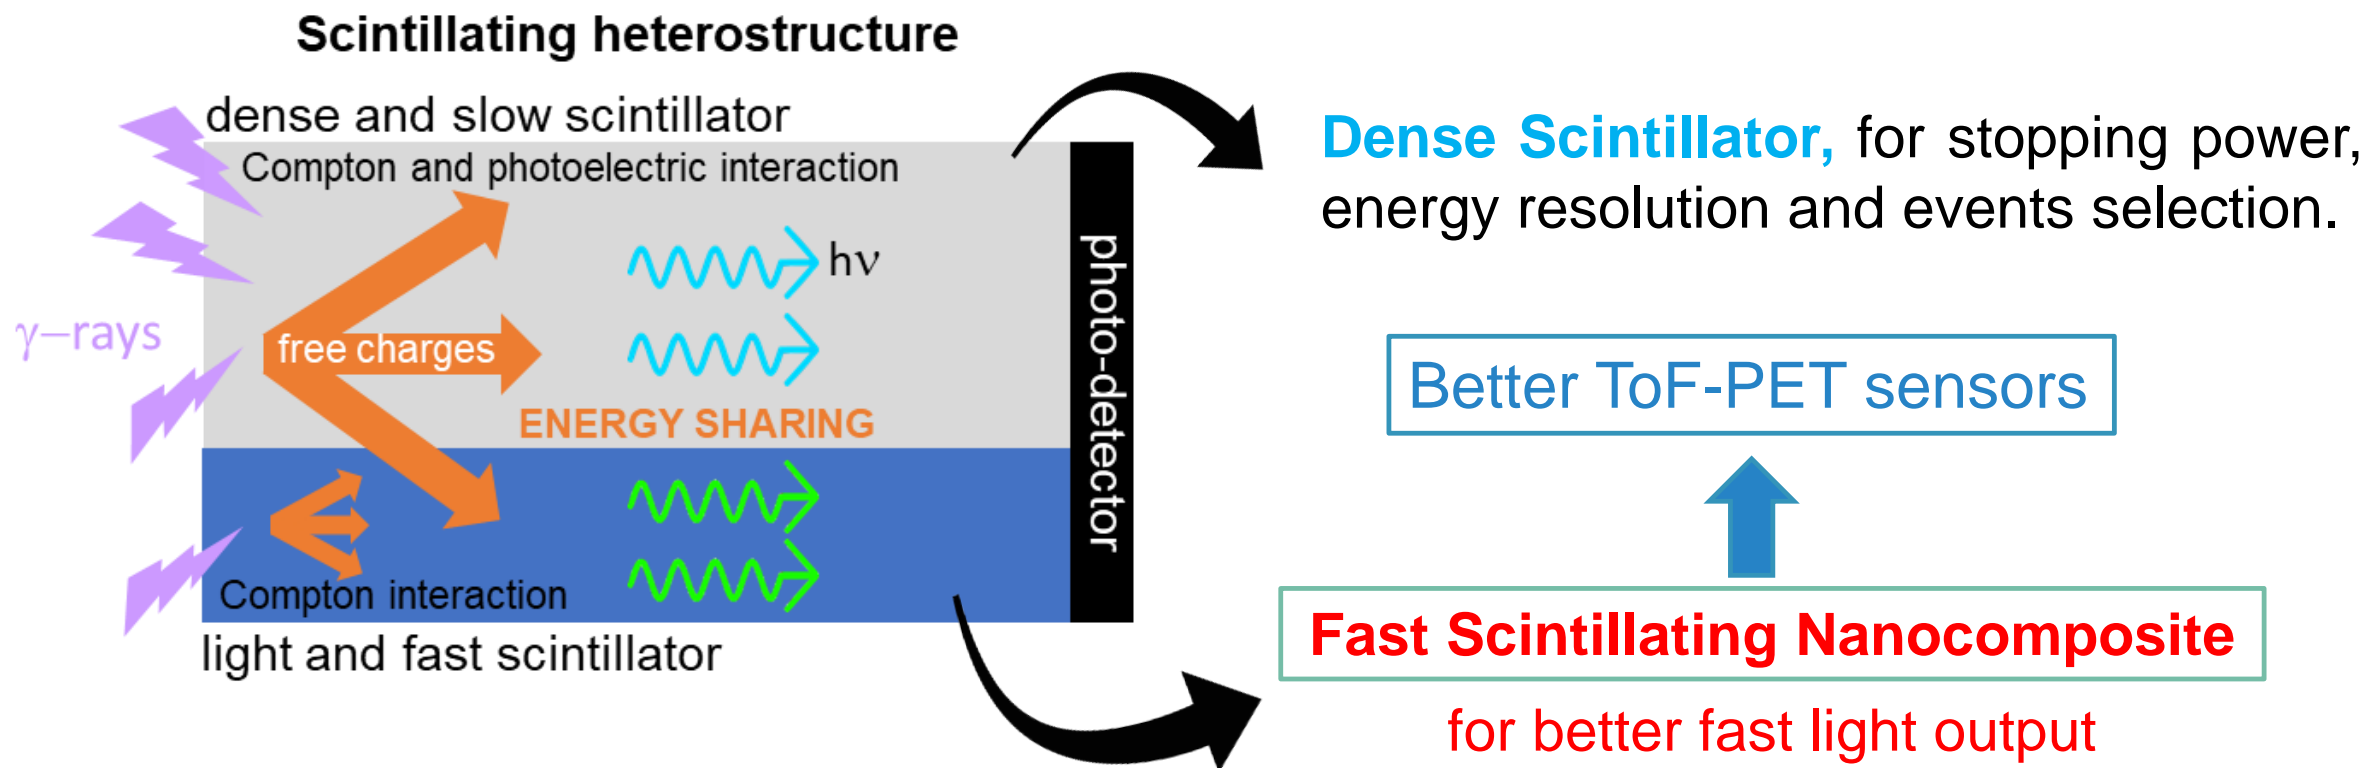 Scintillating heterostructure
dense and slow scintillator
Compton and photoelectric interaction
hν
γ−rays
free charges
ENERGY SHARING
photo-detector
Compton interaction
light and fast scintillator
Dense Scintillator, for stopping power,
energy resolution and events selection.
Better ToF-PET sensors
Fast Scintillating Nanocomposite
for better fast light output